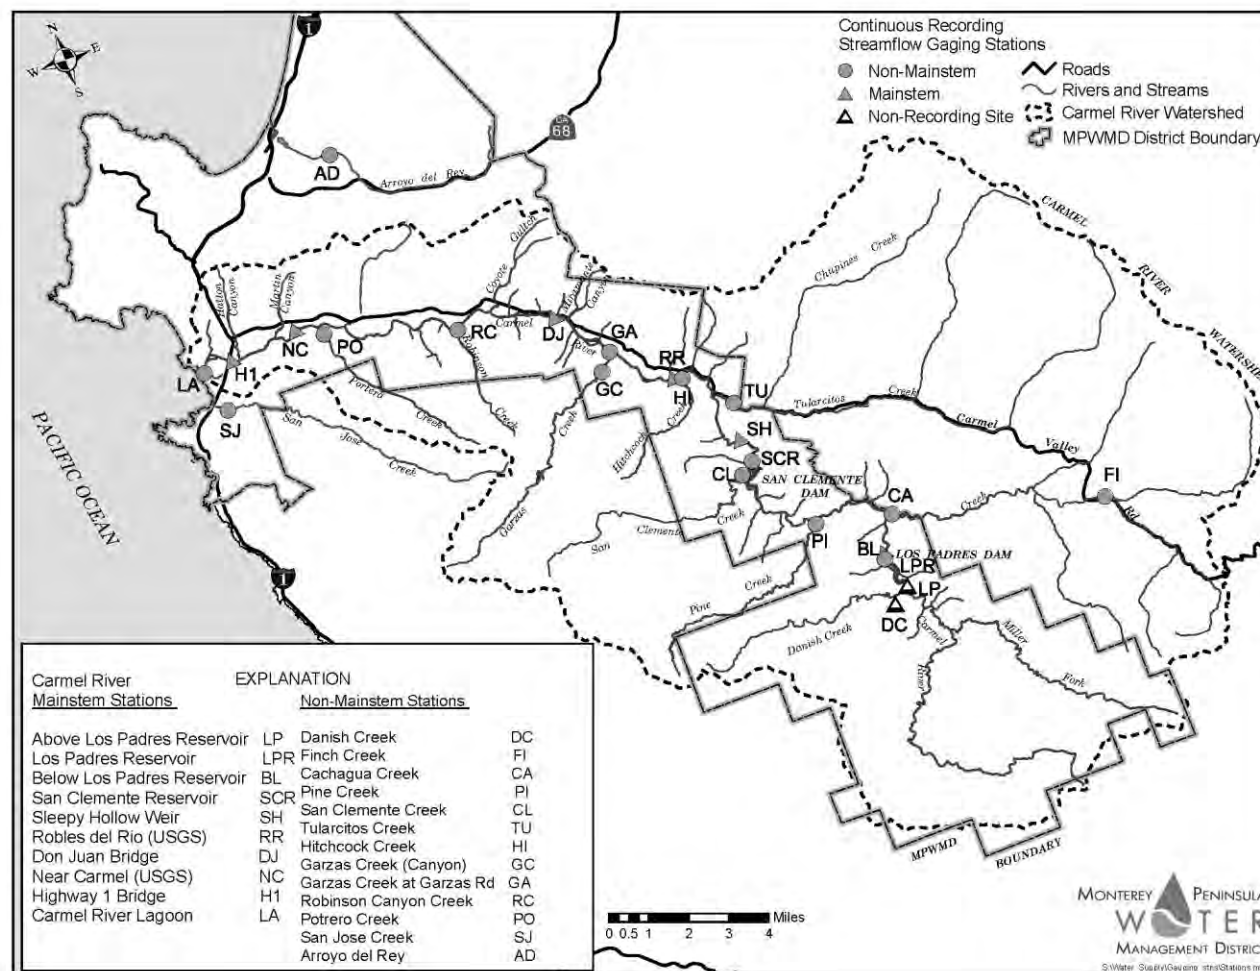 1
N
E
W
S
CA
68
Continuous Recording
Streamflow Gaging Stations
Non-Mainstem
Mainstem
Non-Recording Site
Roads
Rivers and Streams
Carmel River Watershed
MPWMD District Boundary
AD
Arroyo del Rey
CARMEL
RIVER
WATERSHED
Chupines Creek
Hatton
Canyon
Martin
Canyon
Coyote Gulch
Miramonte
Canyon
Carmel
River
LA
H1
NC
PO
RC
DJ
GA
GC
RR
HI
TU
Tularcitos
Creek
Carmel
Valley
Rd
FI
SJ
San
Jose
Creek
Potrero
Creek
Robinson
Creek
Hitchcock
Creek
Garzas
Creek
SH
SCR
CL
SAN CLEMENTE
DAM
San
Clemente
Creek
PI
CA
Creek
BL
LOS PADRES DAM
LPR
LP
DC
Pine
Creek
Danish Creek
Carmel
River
Miller
Fork
PACIFIC OCEAN
1
MPWMD
BOUNDARY
EXPLANATION
Carmel River
Mainstem Stations
Above Los Padres Reservoir LP
Los Padres Reservoir LPR
Below Los Padres Reservoir BL
San Clemente Reservoir SCR
Sleepy Hollow Weir SH
Robles del Rio (USGS) RR
Don Juan Bridge DJ
Near Carmel (USGS) NC
Highway 1 Bridge H1
Carmel River Lagoon LA
Non-Mainstem Stations
Danish Creek DC
Finch Creek FI
Cachagua Creek CA
Pine Creek PI
San Clemente Creek CL
Tularcitos Creek TU
Hitchcock Creek HI
Garzas Creek (Canyon) GC
Garzas Creek at Garzas Rd GA
Robinson Canyon Creek RC
Potrero Creek PO
San Jose Creek SJ
Arroyo del Rey AD
Miles
0 0.5 1 2 3 4
MONTEREY PENINSULA
WATER
MANAGEMENT DISTRICT